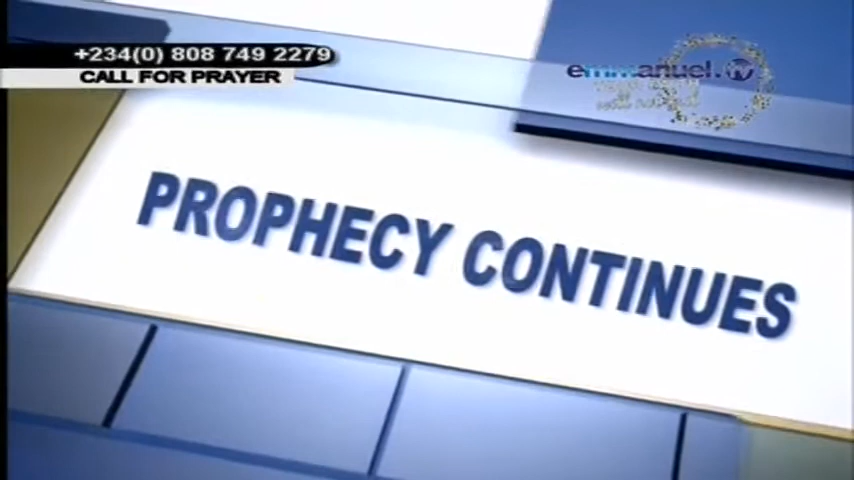 +234(0) 808 749 2279
CALL FOR PRAYER
emmanuel.tv
PROPHECY CONTINUES